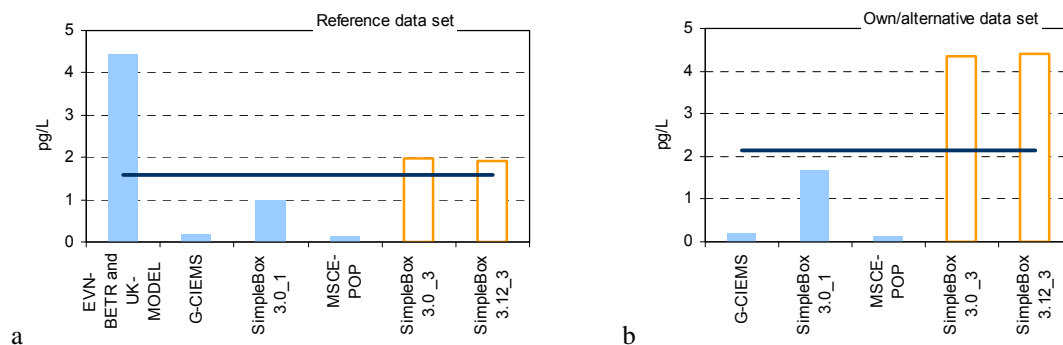 Reference data set
5
4
3
2
1
0
pg/L
EVN-
BETR and
UK-
MODEL
G-CIEMS
SimpleBox
3.0_1
MSCE-
POP
SimpleBox
3.0_3
SimpleBox
3.12_3
a
Own/alternative data set
5
4
3
2
1
0
pg/L
G-CIEMS
SimpleBox
3.0_1
MSCE-
POP
SimpleBox
3.0_3
SimpleBox
3.12_3
b